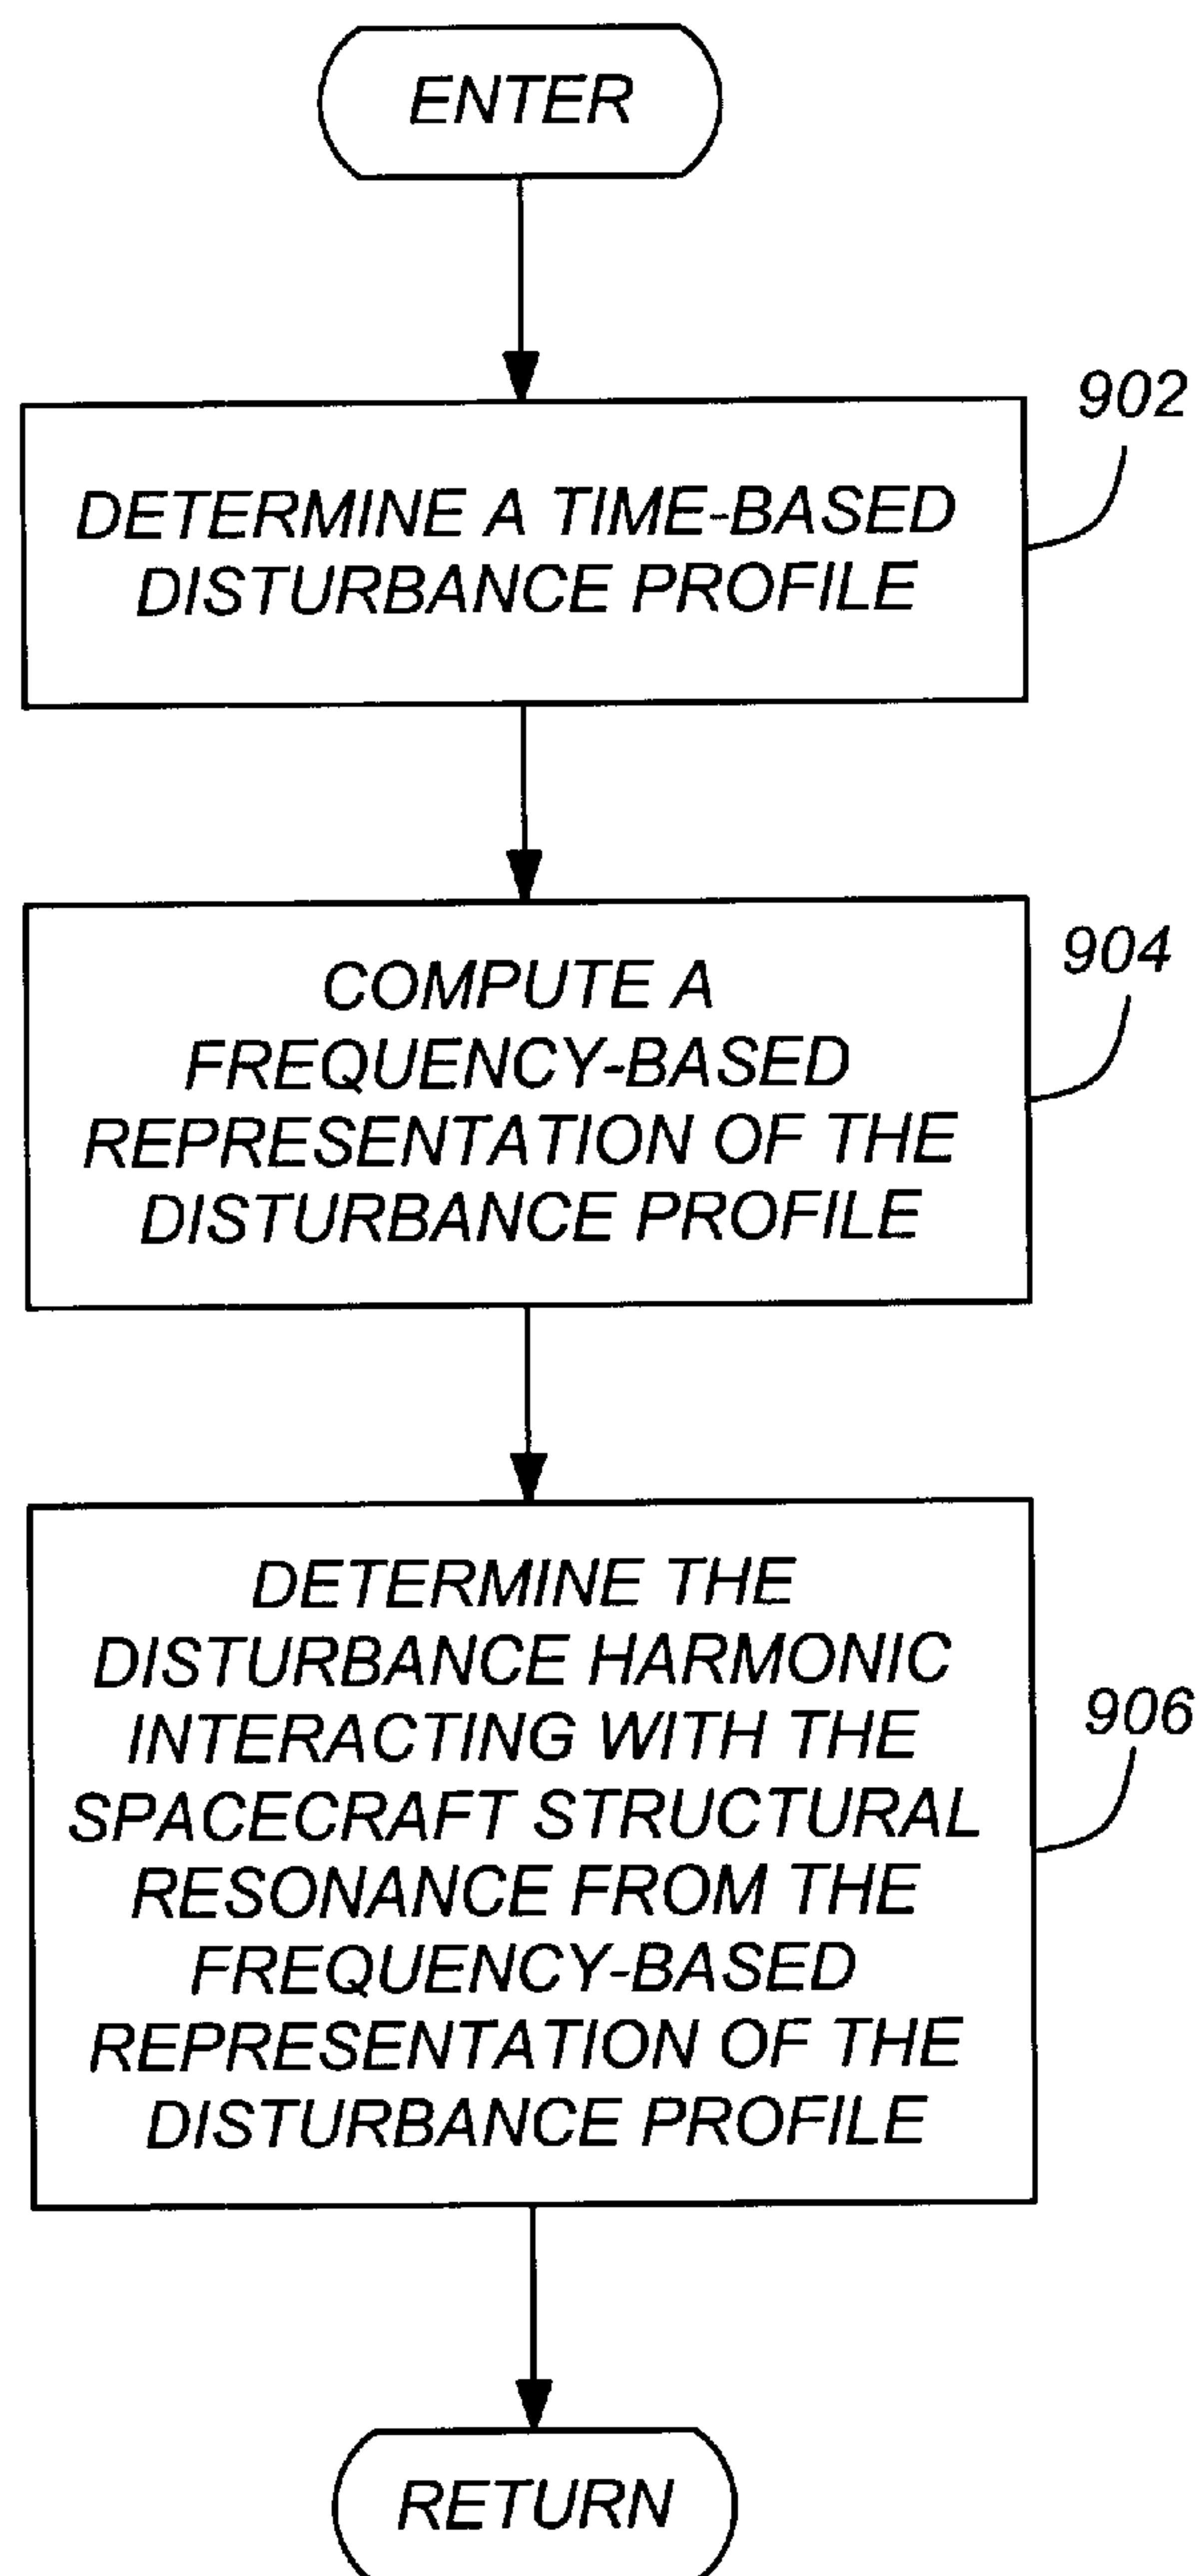 ENTER
902
DETERMINE A TIME-BASED
DISTURBANCE PROFILE
904
COMPUTE A
FREQUENCY-BASED
REPRESENTATION OF THE
DISTURBANCE PROFILE
906
DETERMINE THE
DISTURBANCE HARMONIC
INTERACTING WITH THE
SPACECRAFT STRUCTURAL
RESONANCE FROM THE
FREQUENCY-BASED
REPRESENTATION OF THE
DISTURBANCE PROFILE
RETURN